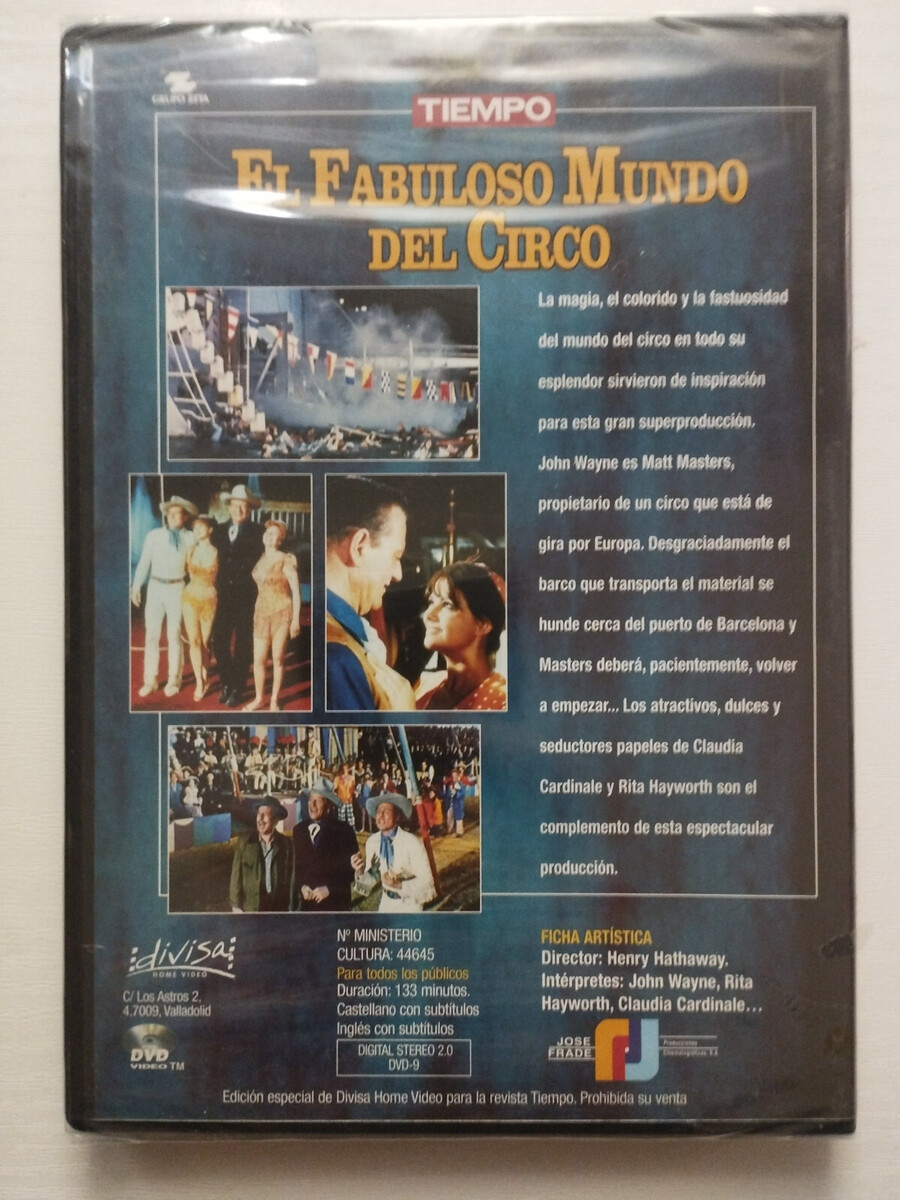 GRUPO ZETA
TIEMPO
EL FABULOSO MUNDO
DEL CIRCO
La magia, el colorido y la fastuosidad
del mundo del circo en todo su
esplendor sirvieron de inspiración
para esta gran superproducción.
John Wayne es Matt Masters,
propietario de un circo que está de
gira por Europa. Desgraciadamente el
barco que transporta el material se
hunde cerca del puerto de Barcelona y
Masters deberá, pacientemente, volver
a empezar... Los atractivos, dulces y
seductores papeles de Claudia
Cardinale y Rita Hayworth son el
complemento de esta espectacular
producción.
divisa
HOME VIDEO
C/ Los Astros 2,
4.7009, Valladolid
DVD
VIDEO TM
Nº MINISTERIO
CULTURA: 44645
Para todos los públicos
Duración: 133 minutos.
Castellano con subtítulos
Inglés con subtítulos
DIGITAL STEREO 2.0
DVD-9
FICHA ARTÍSTICA
Director: Henry Hathaway.
Intérpretes: John Wayne, Rita
Hayworth, Claudia Cardinale...
JOSE
FRADE
Producciones
Cinematográficas, S.A.
Edición especial de Divisa Home Video para la revista Tiempo. Prohibida su venta